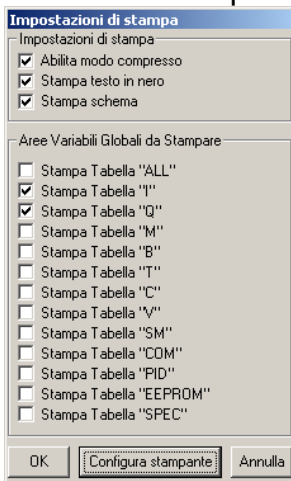 Impostazioni di stampa
Impostazioni di stampa
Abilita modo compresso
Stampa testo in nero
Stampa schema
Aree Variabili Globali da Stampare
Stampa Tabella "ALL"
Stampa Tabella "I"
Stampa Tabella "Q"
Stampa Tabella "M"
Stampa Tabella "B"
Stampa Tabella "T"
Stampa Tabella "C"
Stampa Tabella "V"
Stampa Tabella "SM"
Stampa Tabella "COM"
Stampa Tabella "PID"
Stampa Tabella "EEPROM"
Stampa Tabella "SPEC"
OK Configura stampante Annulla